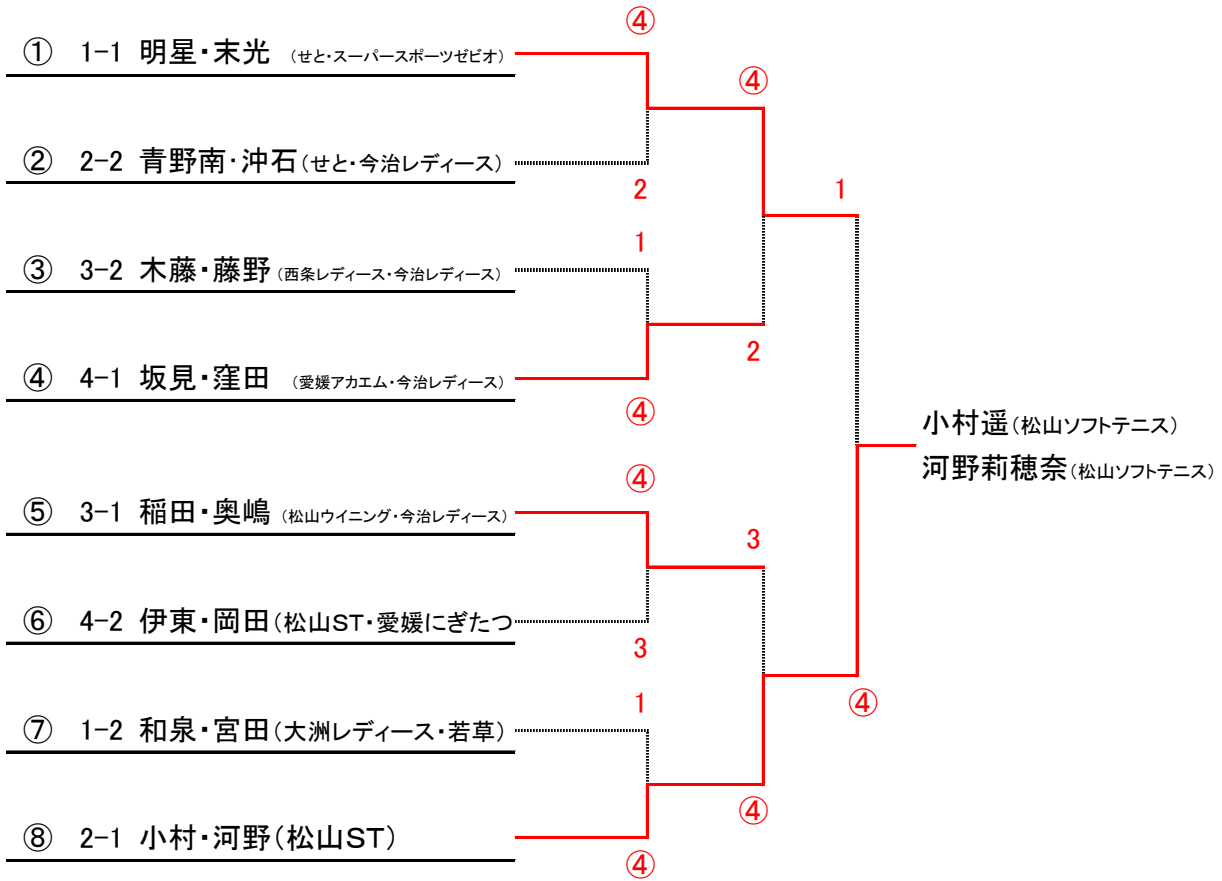 ④
① 1-1 明星・末光 (せと・スーパースポーツゼビオ)
④
② 2-2 青野南・沖石(せと・今治レディース)
2
1
1
③ 3-2 木藤・藤野(西条レディース・今治レディース)
2
④ 4-1 坂見・窪田 (愛媛アカエム・今治レディース)
④
小村遥(松山ソフトテニス)
河野莉穂奈(松山ソフトテニス)
④
⑤ 3-1 稲田・奥嶋 (松山ウイニング・今治レディース)
3
⑥ 4-2 伊東・岡田(松山ST・愛媛にぎたつ
3
1
④
⑦ 1-2 和泉・宮田(大洲レディース・若草)
④
⑧ 2-1 小村・河野(松山ST)
④